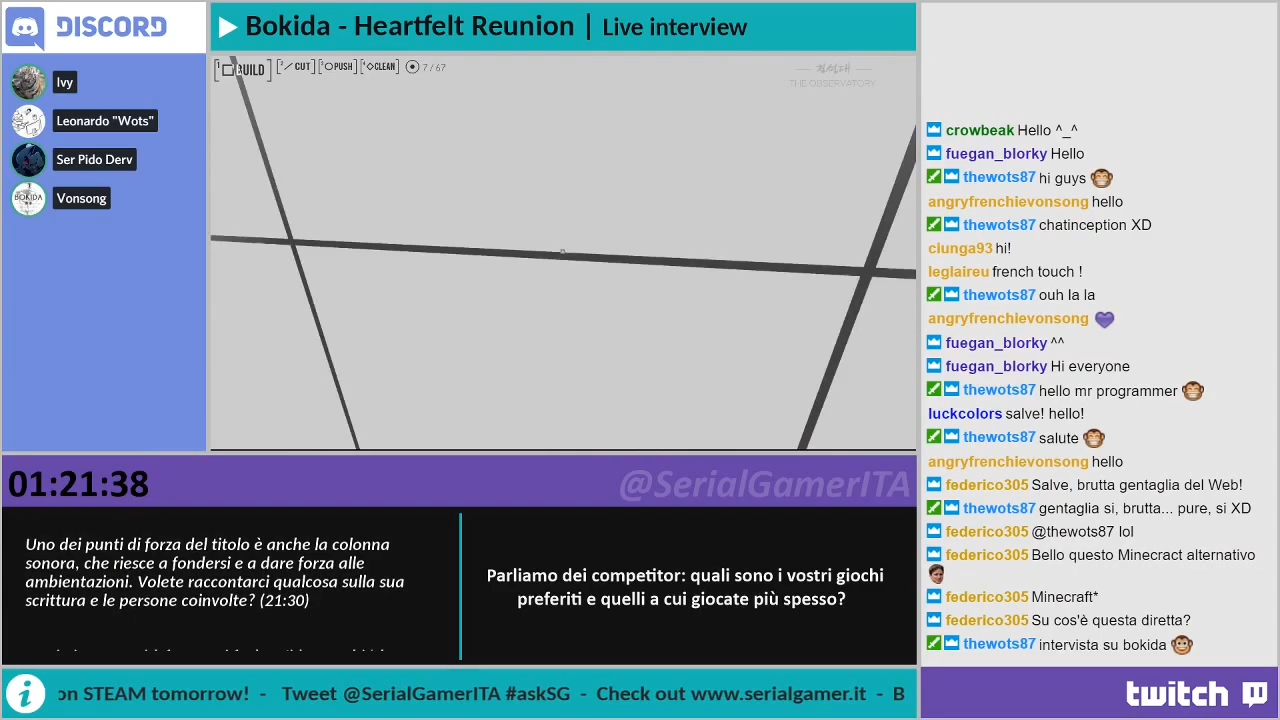 DISCORD
Ivy
Leonardo "Wots"
Ser Pido Derv
Vonsong
Bokida - Heartfelt Reunion | Live interview
BUILD CUT PUSH CLEAN 7 / 67
THE OBSERVATORY
01:21:38
@SerialGamerITA
Uno dei punti di forza del titolo è anche la colonna
sonora, che riesce a fondersi e a dare forza alle
ambientazioni. Volete raccontarci qualcosa sulla sua
scrittura e le persone coinvolte? (21:30)
Parliamo dei competitor: quali sono i vostri giochi
preferiti e quelli a cui giocate più spesso?
on STEAM tomorrow! - Tweet @SerialGamerITA #askSG - Check out www.serialgamer.it - B
crowbeak Hello ^_^
fuegan_blorky Hello
thewots87 hi guys
angryfrenchievonsong hello
thewots87 chatinception XD
clunga93 hi!
leglaireu french touch !
thewots87 ouh la la
angryfrenchievonsong
fuegan_blorky ^^
fuegan_blorky Hi everyone
thewots87 hello mr programmer
luckcolors salve! hello!
thewots87 salute
angryfrenchievonsong hello
federico305 Salve, brutta gentaglia del Web!
thewots87 gentaglia si, brutta... pure, si XD
federico305 @thewots87 lol
federico305 Bello questo Minecract alternativo
federico305 Minecraft*
federico305 Su cos'è questa diretta?
thewots87 intervista su bokida
twitch